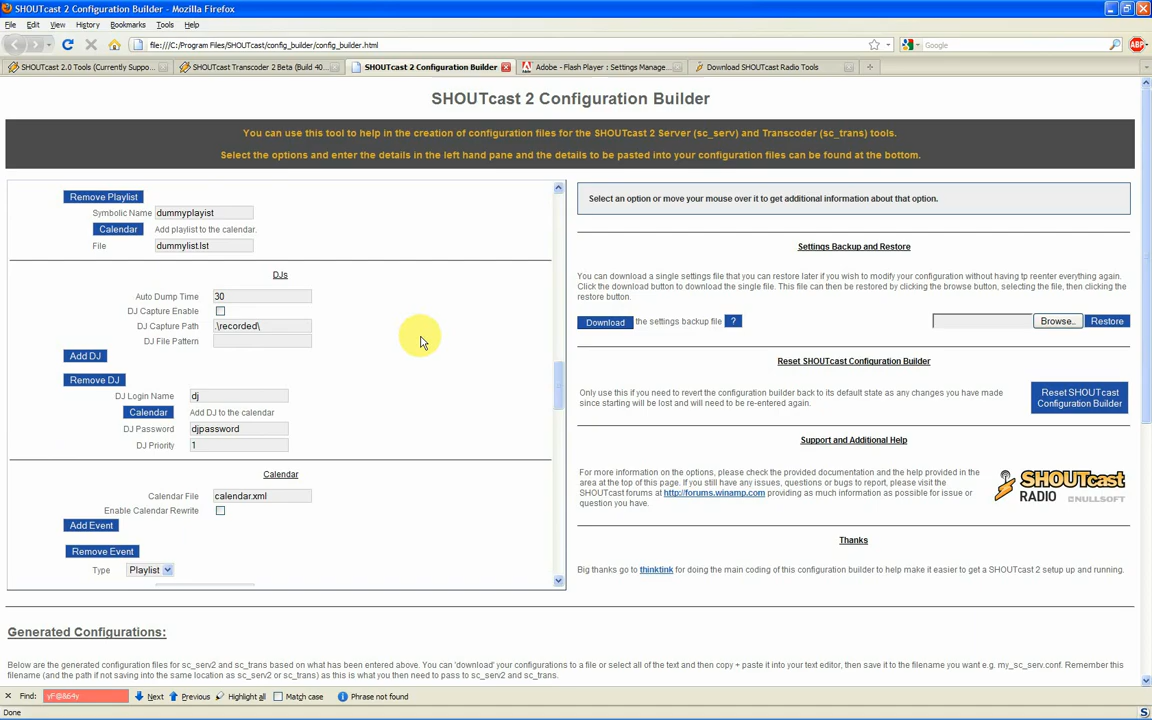 SHOUTcast 2 Configuration Builder - Mozilla Firefox
File Edit View History Bookmarks Tools Help
file:///C:/Program Files/SHOUTcast/config_builder/config_builder.html
Google
ABP
SHOUTcast 2.0 Tools (Currently Suppo...
SHOUTcast Transcoder 2 Beta (Build 40...
SHOUTcast 2 Configuration Builder
Adobe - Flash Player : Settings Manage...
Download SHOUTcast Radio Tools
SHOUTcast 2 Configuration Builder
You can use this tool to help in the creation of configuration files for the SHOUTcast 2 Server (sc_serv) and Transcoder (sc_trans) tools.
Select the options and enter the details in the left hand pane and the details to be pasted into your configuration files can be found at the bottom.
Remove Playlist
Symbolic Name dummyplayist
Calendar Add playlist to the calendar.
File dummylist.lst
DJs
Auto Dump Time 30
DJ Capture Enable
DJ Capture Path .\recorded\
DJ File Pattern
Add DJ
Remove DJ
DJ Login Name dj
Calendar Add DJ to the calendar
DJ Password djpassword
DJ Priority 1
Calendar
Calendar File calendar.xml
Enable Calendar Rewrite
Add Event
Remove Event
Type Playlist
Select an option or move your mouse over it to get additional information about that option.
Settings Backup and Restore
You can download a single settings file that you can restore later if you wish to modify your configuration without having tp reenter everything again.
Click the download button to download the single file. This file can then be restored by clicking the browse button, selecting the file, then clicking the
restore button.
Download the settings backup file ? Browse... Restore
Reset SHOUTcast Configuration Builder
Only use this if you need to revert the configuration builder back to its default state as any changes you have made
since starting will be lost and will need to be re-entered again.
Reset SHOUTcast
Configuration Builder
Support and Additional Help
For more information on the options, please check the provided documentation and the help provided in the
area at the top of this page. If you still have any issues, questions or bugs to report, please visit the
SHOUTcast forums at http://forums.winamp.com providing as much information as possible for issue or
question you have.
SHOUTcast
RADIO NULLSOFT
Thanks
Big thanks go to thinktink for doing the main coding of this configuration builder to help make it easier to get a SHOUTcast 2 setup up and running.
Generated Configurations:
Below are the generated configuration files for sc_serv2 and sc_trans based on what has been entered above. You can 'download' your configurations to a file or select all of the text and then copy + paste it into your text editor, then save it to the filename you want e.g. my_sc_serv.conf. Remember this
filename (and the path if not saving into the same location as sc_serv2 or sc_trans) as this is what you then need to pass to sc_serv2 or sc_trans.
Find: yF@&64y Next Previous Highlight all Match case Phrase not found
Done